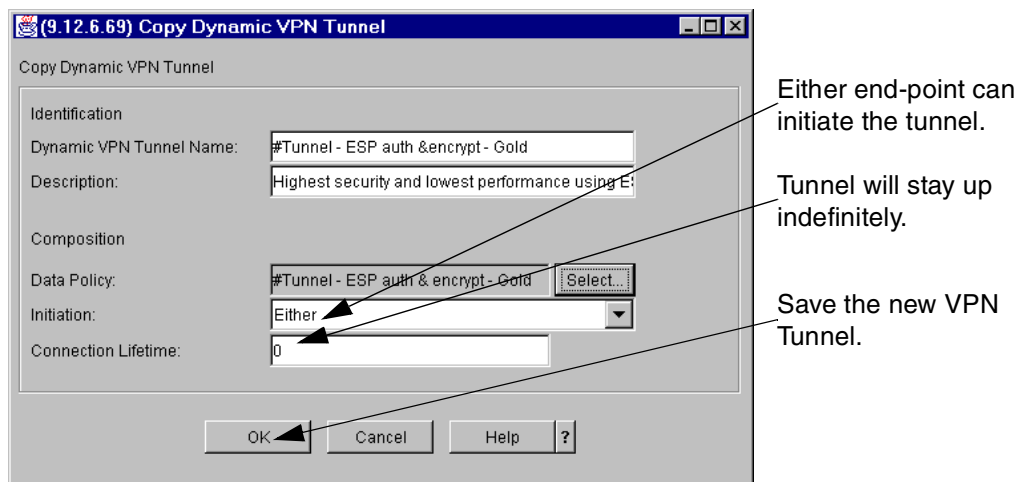 (9.12.6.69) Copy Dynamic VPN Tunnel
Copy Dynamic VPN Tunnel
Identification
Dynamic VPN Tunnel Name: #Tunnel - ESP auth &encrypt - Gold
Description: Highest security and lowest performance using
Composition
Data Policy: #Tunnel - ESP auth & encrypt - Gold Select...
Initiation: Either
Connection Lifetime: 0
OK Cancel Help ?
Either end-point can
initiate the tunnel.
Tunnel will stay up
indefinitely.
Save the new VPN
Tunnel.